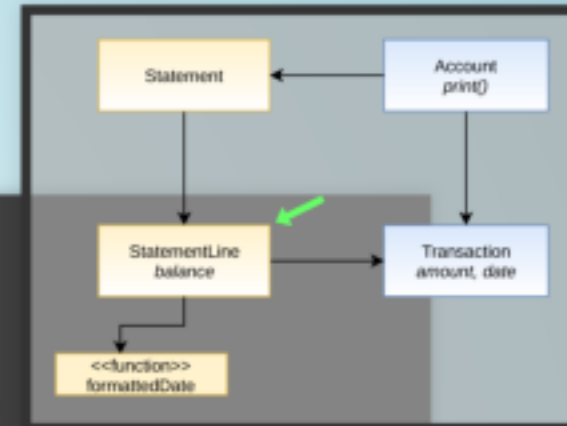 Statement
Account
print()
StatementLine
balance
Transaction
amount, date
<<function>>
formattedDate